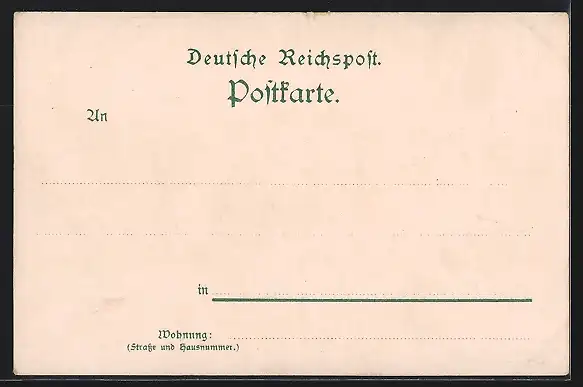 Deutsche Reichspost.
Postkarte.
An
in
Wohnung:
(Straße und Hausnummer.)